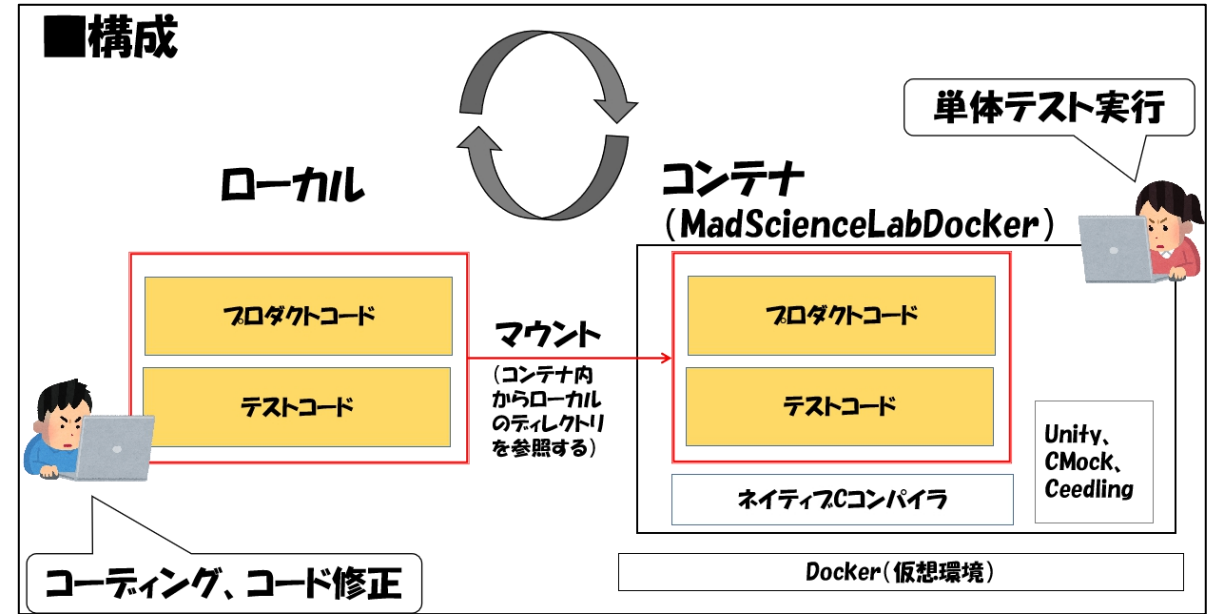 ■構成
単体テスト実行
ローカル
コンテナ
(MadScienceLabDocker)
プロダクトコード
テストコード
マウント
(コンテナ内
からローカル
のディレクトリ
を参照する)
プロダクトコード
テストコード
Unity、
CMock、
Ceedling
ネイティブCコンパイラ
Docker(仮想環境)
コーディング、コード修正